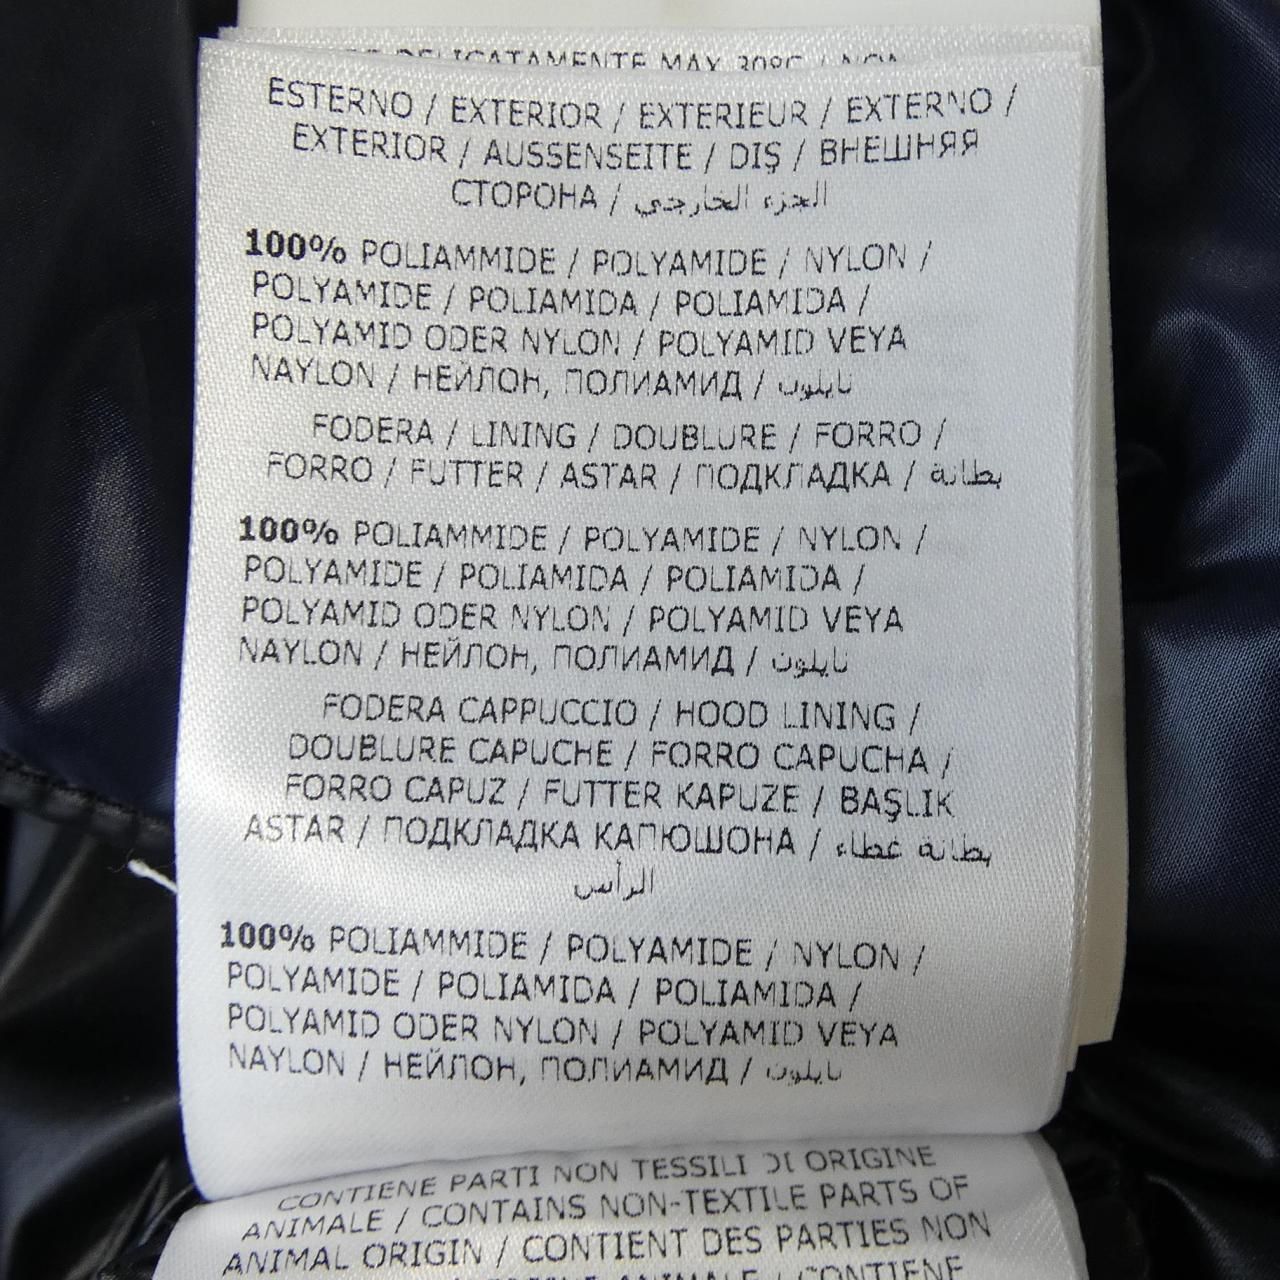 DELICATAMENTE MAX 30°C /
ESTERNO / EXTERIOR / EXTERIEUR / EXTERNO /
EXTERIOR / AUSSENSEITE / DIŞ / ВНЕШНЯЯ
СТОРОНА / الجزء الخارجي
100% POLIAMMIDE / POLYAMIDE / NYLON /
POLYAMIDE / POLIAMIDA / POLIAMIDA /
POLYAMID ODER NYLON / POLYAMID VEYA
NAYLON / НЕЙЛОН, ПОЛИАМИД / نايلون
FODERA / LINING / DOUBLURE / FORRO /
FORRO / FUTTER / ASTAR / ПОДКЛАДКА / بطانة
100% POLIAMMIDE / POLYAMIDE / NYLON /
POLYAMIDE / POLIAMIDA / POLIAMIDA /
POLYAMID ODER NYLON / POLYAMID VEYA
NAYLON / НЕЙЛОН, ПОЛИАМИД / نايلون
FODERA CAPPUCCIO / HOOD LINING /
DOUBLURE CAPUCHE / FORRO CAPUCHA /
FORRO CAPUZ / FUTTER KAPUZE / BAŞLIK
ASTAR / ПОДКЛАДКА КАПЮШОНА / بطانة غطاء
الرأس
100% POLIAMMIDE / POLYAMIDE / NYLON /
POLYAMIDE / POLIAMIDA / POLIAMIDA /
POLYAMID ODER NYLON / POLYAMID VEYA
NAYLON / НЕЙЛОН, ПОЛИАМИД / نايلون
CONTIENE PARTI NON TESSILI DI ORIGINE
ANIMALE / CONTAINS NON-TEXTILE PARTS OF
ANIMAL ORIGIN / CONTIENT DES PARTIES NON
ANIMALE / CONTIENE